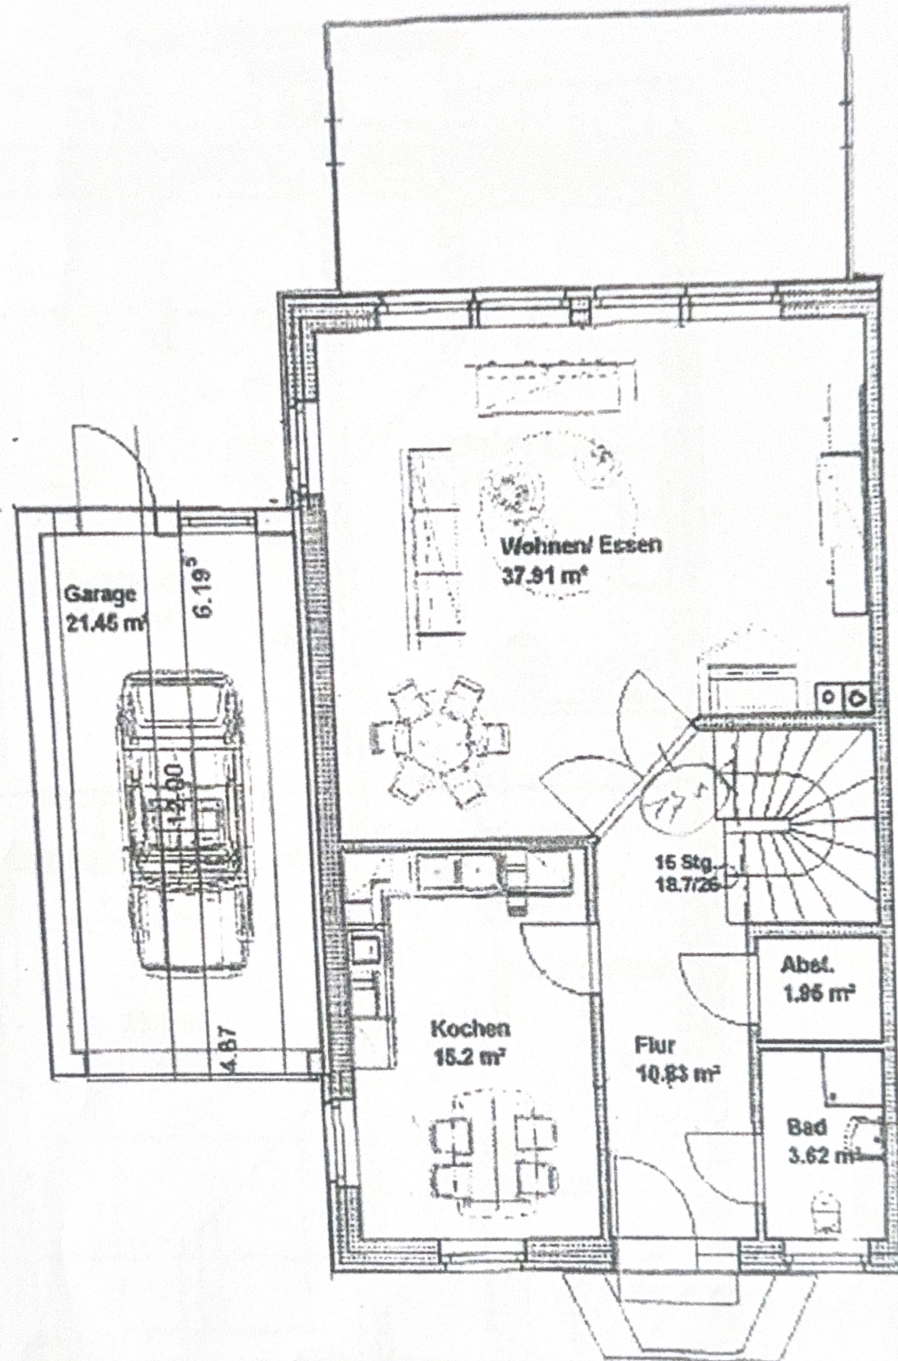 Wohnen/ Essen
37.91 m²
Garage
21.45 m²
6.19⁵
12.00
4.87
17⁵
16 Stg.
18.7/26
Abst.
1.95 m²
Kochen
15.2 m²
Flur
10.83 m²
Bad
3.62 m²